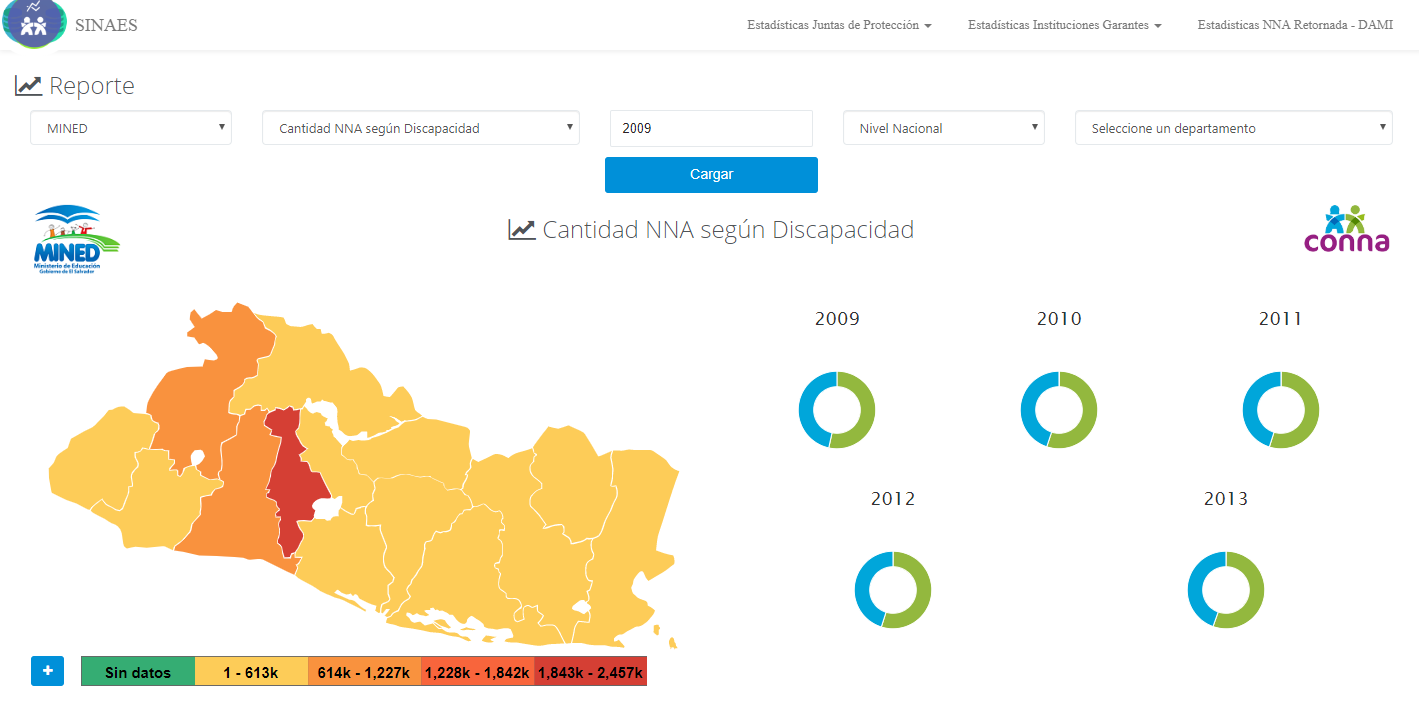 SINAES
Estadísticas Juntas de Protección
Estadísticas Instituciones Garantes
Estadisticas NNA Retornada - DAMI
Reporte
MINED
Cantidad NNA según Discapacidad
2009
Nivel Nacional
Seleccione un departamento
Cargar
MINED
Ministerio de Educación
Gobierno de El Salvador
Cantidad NNA según Discapacidad
conna
2009
2010
2011
2012
2013
+
Sin datos
1 - 613k
614k - 1,227k
1,228k - 1,842k
1,843k - 2,457k